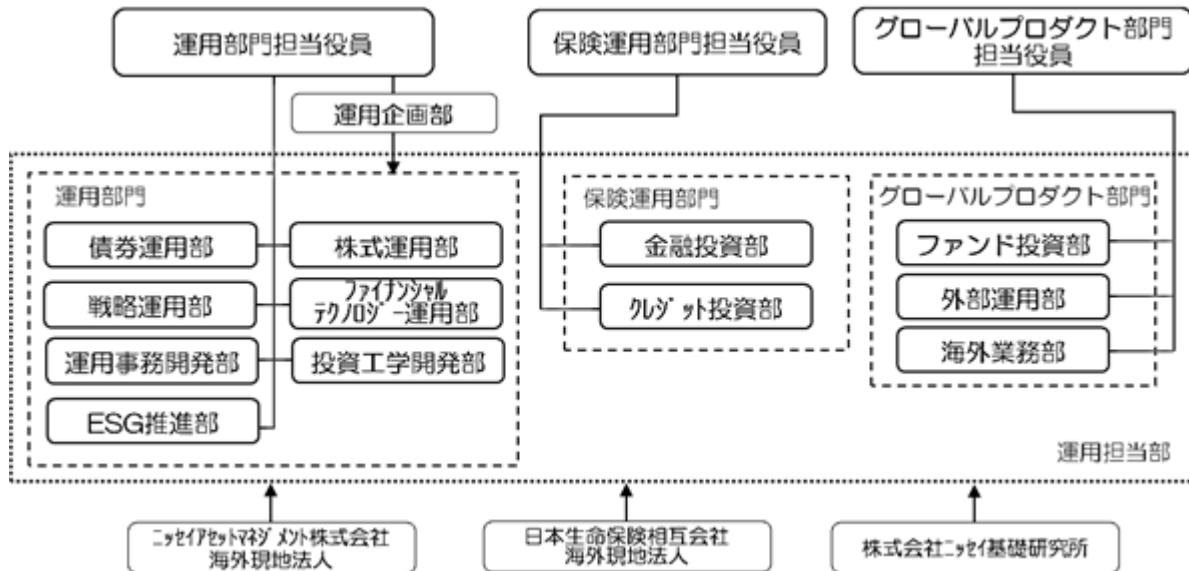 運用部門担当役員
保険運用部門担当役員
グローバルプロダクト部門
担当役員
運用企画部
運用部門
債券運用部
株式運用部
戦略運用部
ファイナンシャル
テクノロジー運用部
運用事務開発部
投資工学開発部
ESG推進部
保険運用部門
金融投資部
クレジット投資部
グローバルプロダクト部門
ファンド投資部
外部運用部
海外業務部
運用担当部
ニッセイアセットマネジメント株式会社
海外現地法人
日本生命保険相互会社
海外現地法人
株式会社ニッセイ基礎研究所